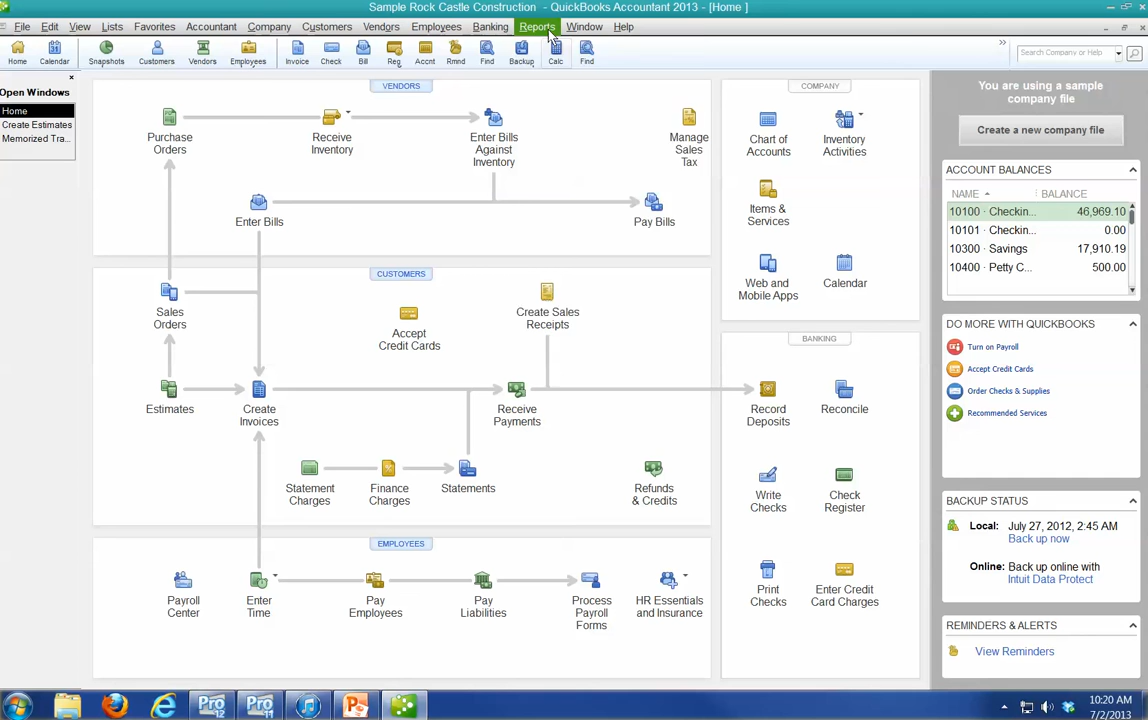 Sample Rock Castle Construction - QuickBooks Accountant 2013 - [Home ]
File Edit View Lists Favorites Accountant Company Customers Vendors Employees Banking Reports Window Help
Home Calendar Snapshots Customers Vendors Employees Invoice Check Bill Reg Accnt Rmnd Find Backup Calc Find
Search Company or Help
Open Windows
Home
Create Estimates
Memorized Tra...
VENDORS
Purchase
Orders
Receive
Inventory
Enter Bills
Against
Inventory
Manage
Sales
Tax
Enter Bills
Pay Bills
CUSTOMERS
Sales
Orders
Accept
Credit Cards
Create Sales
Receipts
Estimates
Create
Invoices
Receive
Payments
Statement
Charges
Finance
Charges
Statements
Refunds
& Credits
EMPLOYEES
Payroll
Center
Enter
Time
Pay
Employees
Pay
Liabilities
Process
Payroll
Forms
HR Essentials
and Insurance
COMPANY
Chart of
Accounts
Inventory
Activities
Items &
Services
Web and
Mobile Apps
Calendar
BANKING
Record
Deposits
Reconcile
Write
Checks
Check
Register
Print
Checks
Enter Credit
Card Charges
You are using a sample
company file
Create a new company file
ACCOUNT BALANCES
NAME BALANCE
10100 · Checkin... 46,969.10
10101 · Checkin... 0.00
10300 · Savings 17,910.19
10400 · Petty C... 500.00
DO MORE WITH QUICKBOOKS
Turn on Payroll
Accept Credit Cards
Order Checks & Supplies
Recommended Services
BACKUP STATUS
Local: July 27, 2012, 2:45 AM
Back up now
Online: Back up online with
Intuit Data Protect
REMINDERS & ALERTS
View Reminders
Pro
12
Pro
11
10:20 AM
7/2/2013